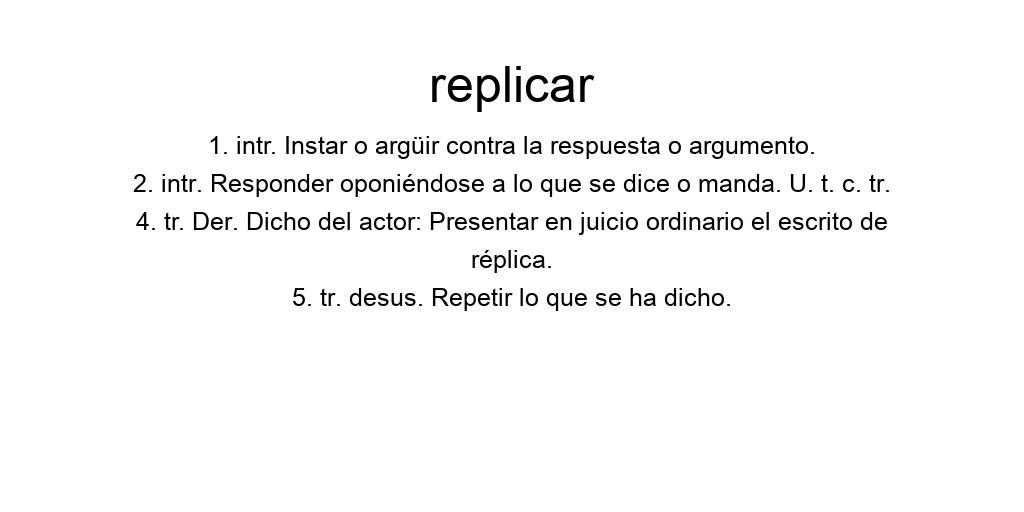 replicar
1. intr. Instar o argüir contra la respuesta o argumento.
2. intr. Responder oponiéndose a lo que se dice o manda. U. t. c. tr.
4. tr. Der. Dicho del actor: Presentar en juicio ordinario el escrito de
réplica.
5. tr. desus. Repetir lo que se ha dicho.